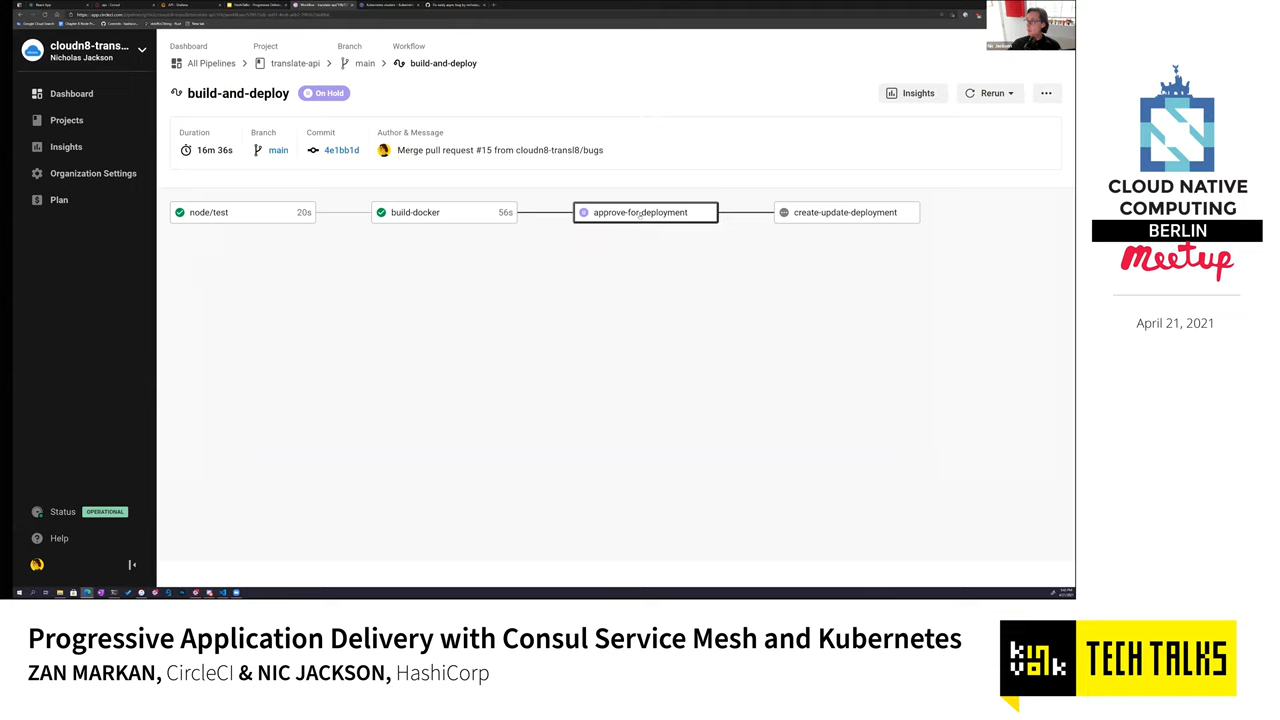 cloudn8-trans...
Nicholas Jackson
Dashboard
Projects
Insights
Organization Settings
Plan
Status
OPERATIONAL
Help
Dashboard
Project
Branch
Workflow
All Pipelines
translate-api
main
build-and-deploy
build-and-deploy
On Hold
Insights
Rerun
Duration
Branch
Commit
Author & Message
16m 36s
main
4e1bb1d
Merge pull request #15 from cloudn8-transl8/bugs
node/test
20s
build-docker
56s
approve-for-deployment
create-update-deployment
Nic Jackson
CLOUD NATIVE
COMPUTING
BERLIN
Meetup
April 21, 2021
Progressive Application Delivery with Consul Service Mesh and Kubernetes
ZAN MARKAN, CircleCI & NIC JACKSON, HashiCorp
kinvolk
TECH TALKS